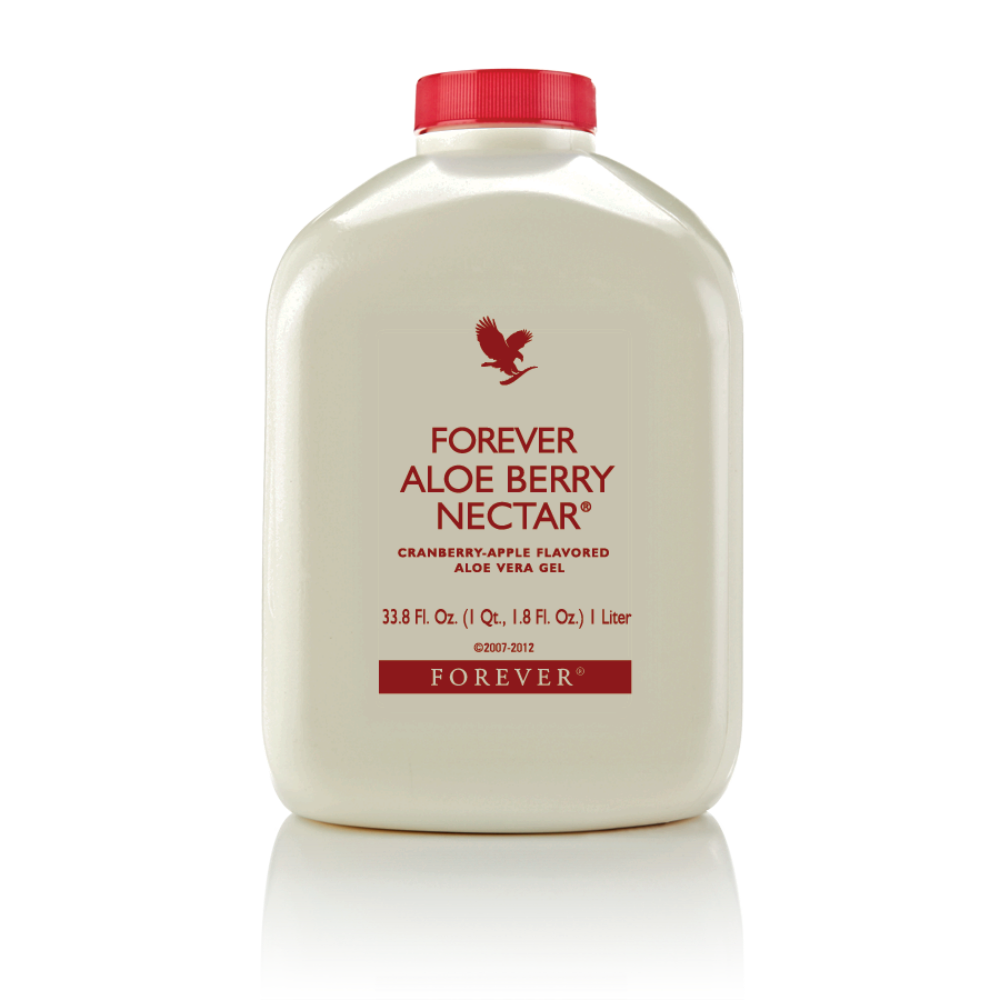 FOREVER
ALOE BERRY
NECTAR®
CRANBERRY-APPLE FLAVORED
ALOE VERA GEL
33.8 Fl. Oz. (1 Qt., 1.8 Fl. Oz.) 1 Liter
©2007-2012
FOREVER®